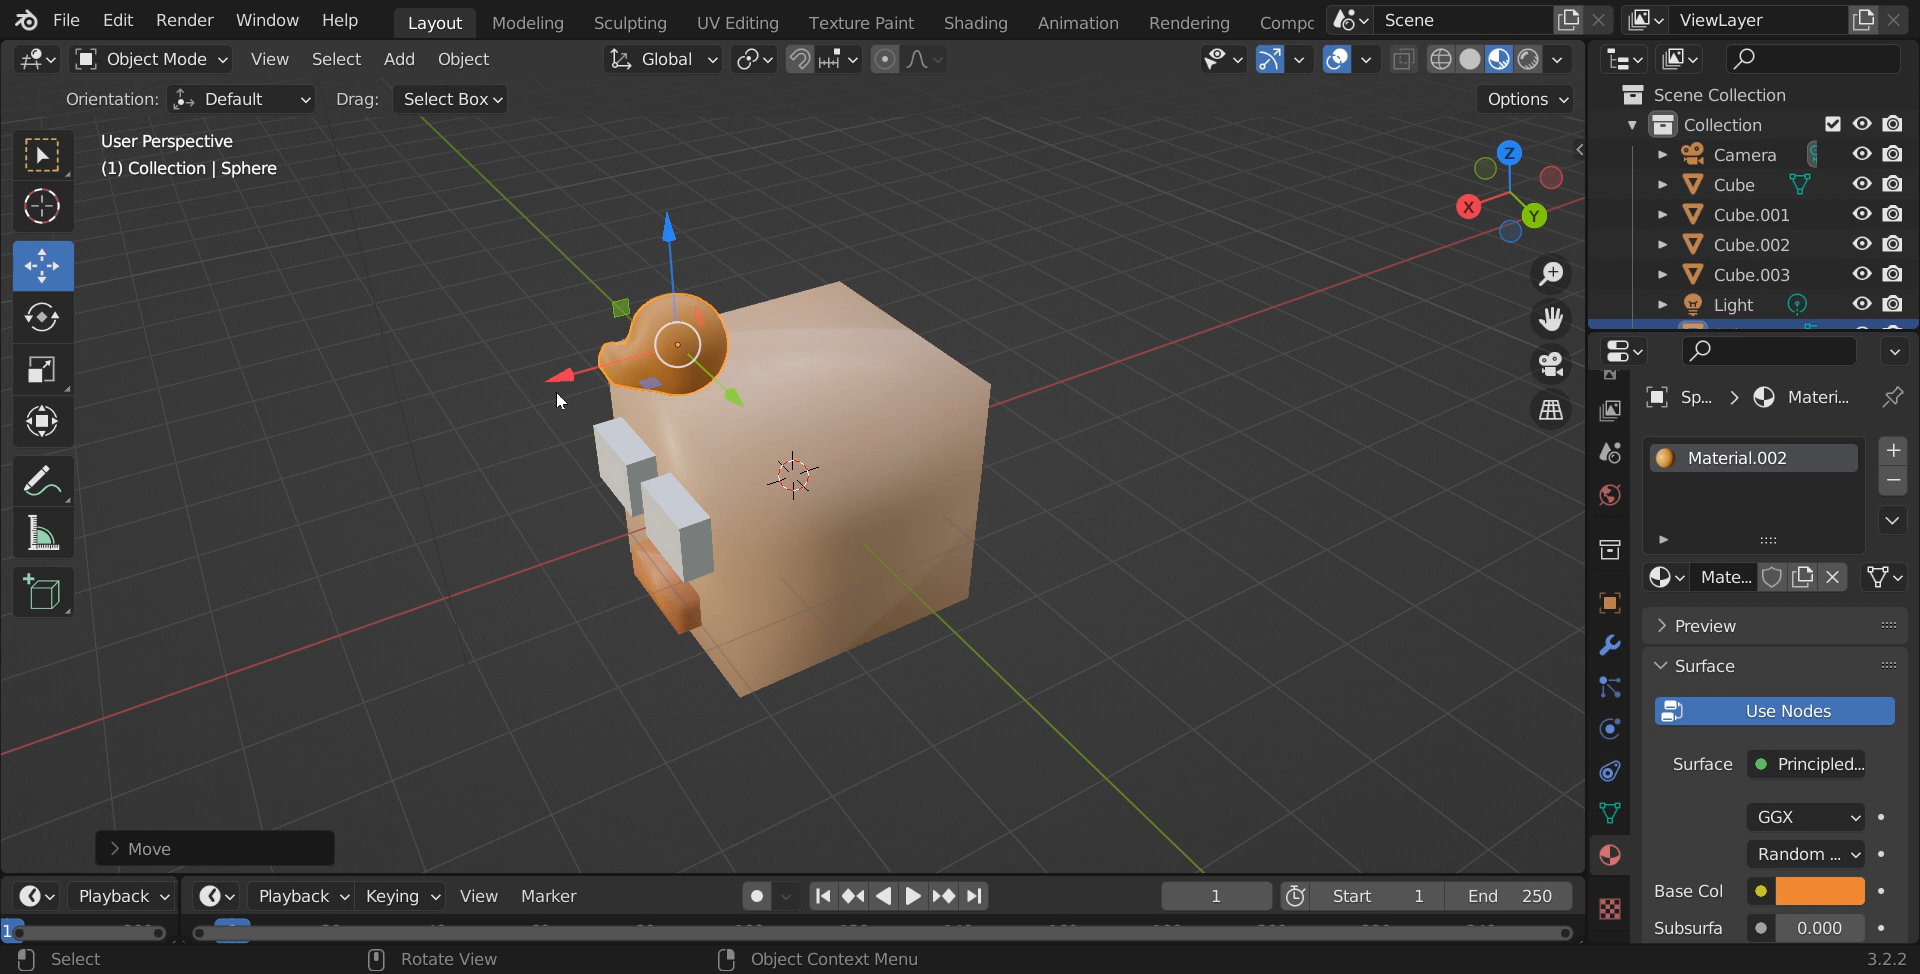 File Edit Render Window Help Layout Modeling Sculpting UV Editing Texture Paint Shading Animation Rendering Scene ViewLayer
Object Mode View Select Add Object Global
Orientation: Default Drag: Select Box Options
User Perspective
(1) Collection | Sphere
Z
X
Y
Scene Collection
Collection
Camera
Cube
Cube.001
Cube.002
Cube.003
Light
Sp... Materi...
Material.002
Mate...
Preview
Surface
Use Nodes
Surface Principled...
GGX
Random ...
Base Col
Subsurfa 0.000
Move
Playback Playback Keying View Marker 1 Start 1 End 250
1
Select Rotate View Object Context Menu 3.2.2